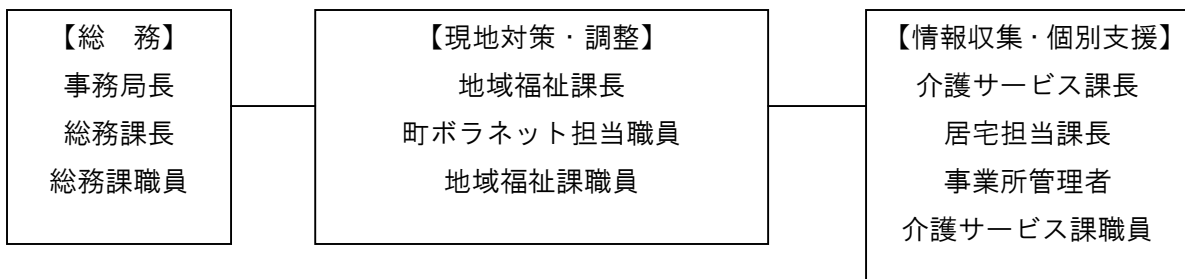 【総　務】
事務局長
総務課長
総務課職員
【現地対策・調整】
地域福祉課長
町ボラネット担当職員
地域福祉課職員
【情報収集・個別支援】
介護サービス課長
居宅担当課長
事業所管理者
介護サービス課職員